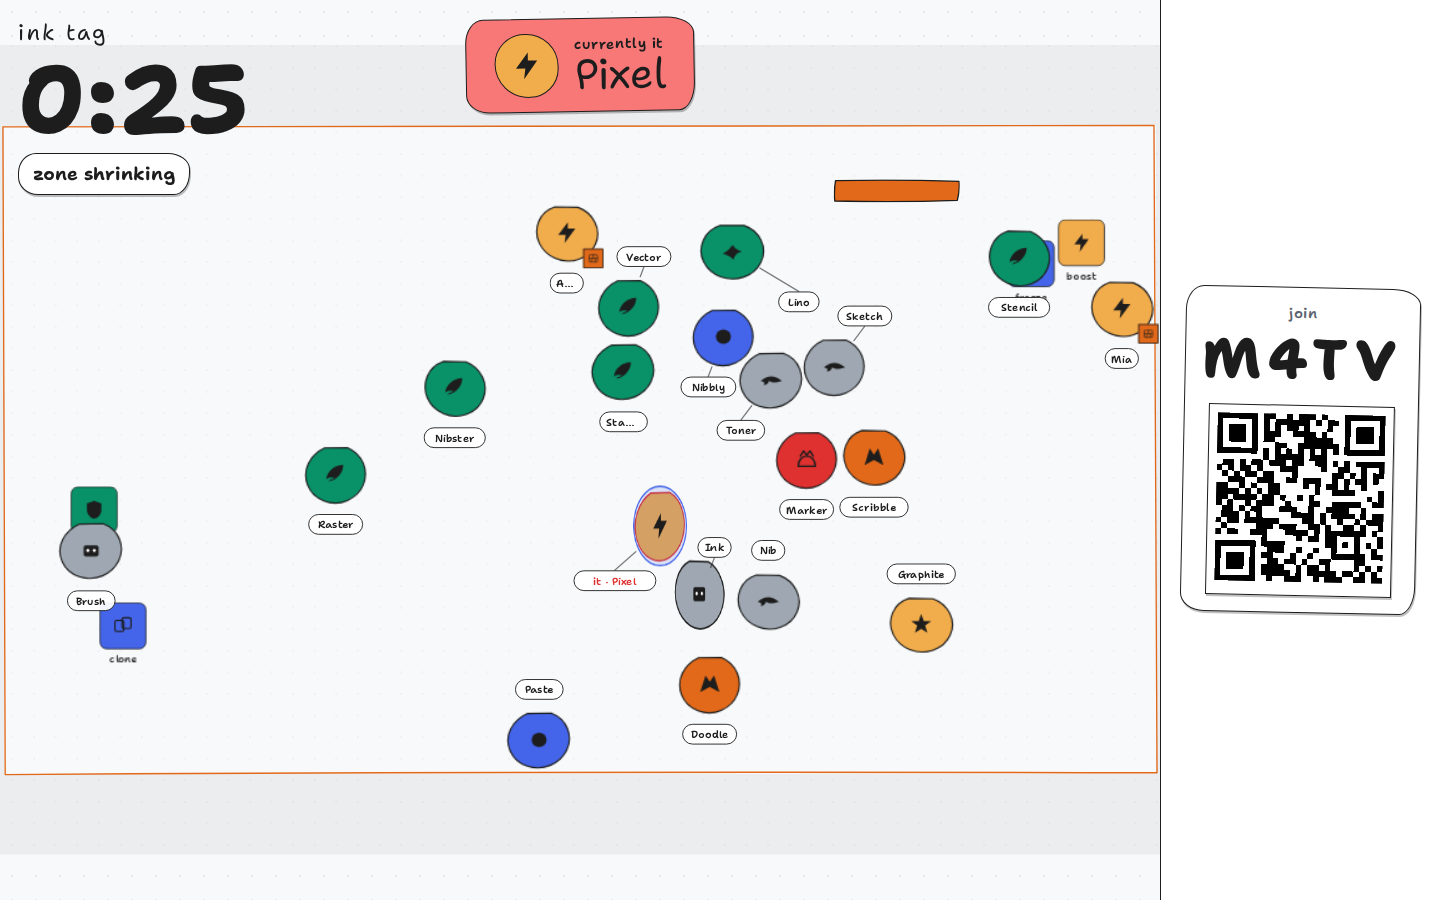 ink tag
0:25
zone shrinking
currently it
Pixel
A...
Vector
Lino
Sketch
boost
Stencil
Mia
Nibbly
Sta...
Toner
Nibster
Marker
Scribble
Raster
Ink
Nib
it · Pixel
Graphite
Brush
clone
Paste
Doodle
join
M4TV